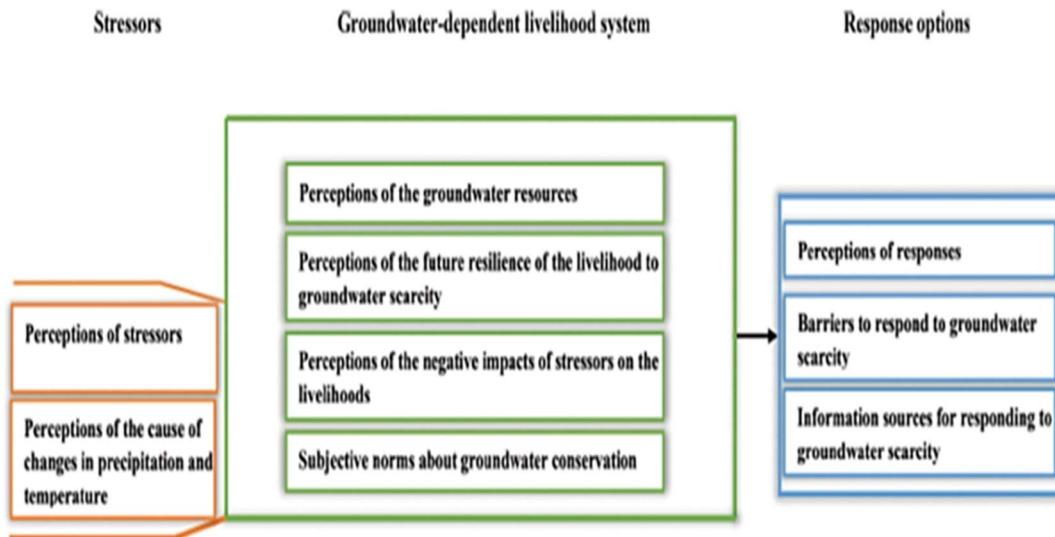 Stressors
Groundwater-dependent livelihood system
Response options
Perceptions of stressors
Perceptions of the cause of
changes in precipitation and
temperature
Perceptions of the groundwater resources
Perceptions of the future resilience of the livelihood to
groundwater scarcity
Perceptions of the negative impacts of stressors on the
livelihoods
Subjective norms about groundwater conservation
Perceptions of responses
Barriers to respond to groundwater
scarcity
Information sources for responding to
groundwater scarcity